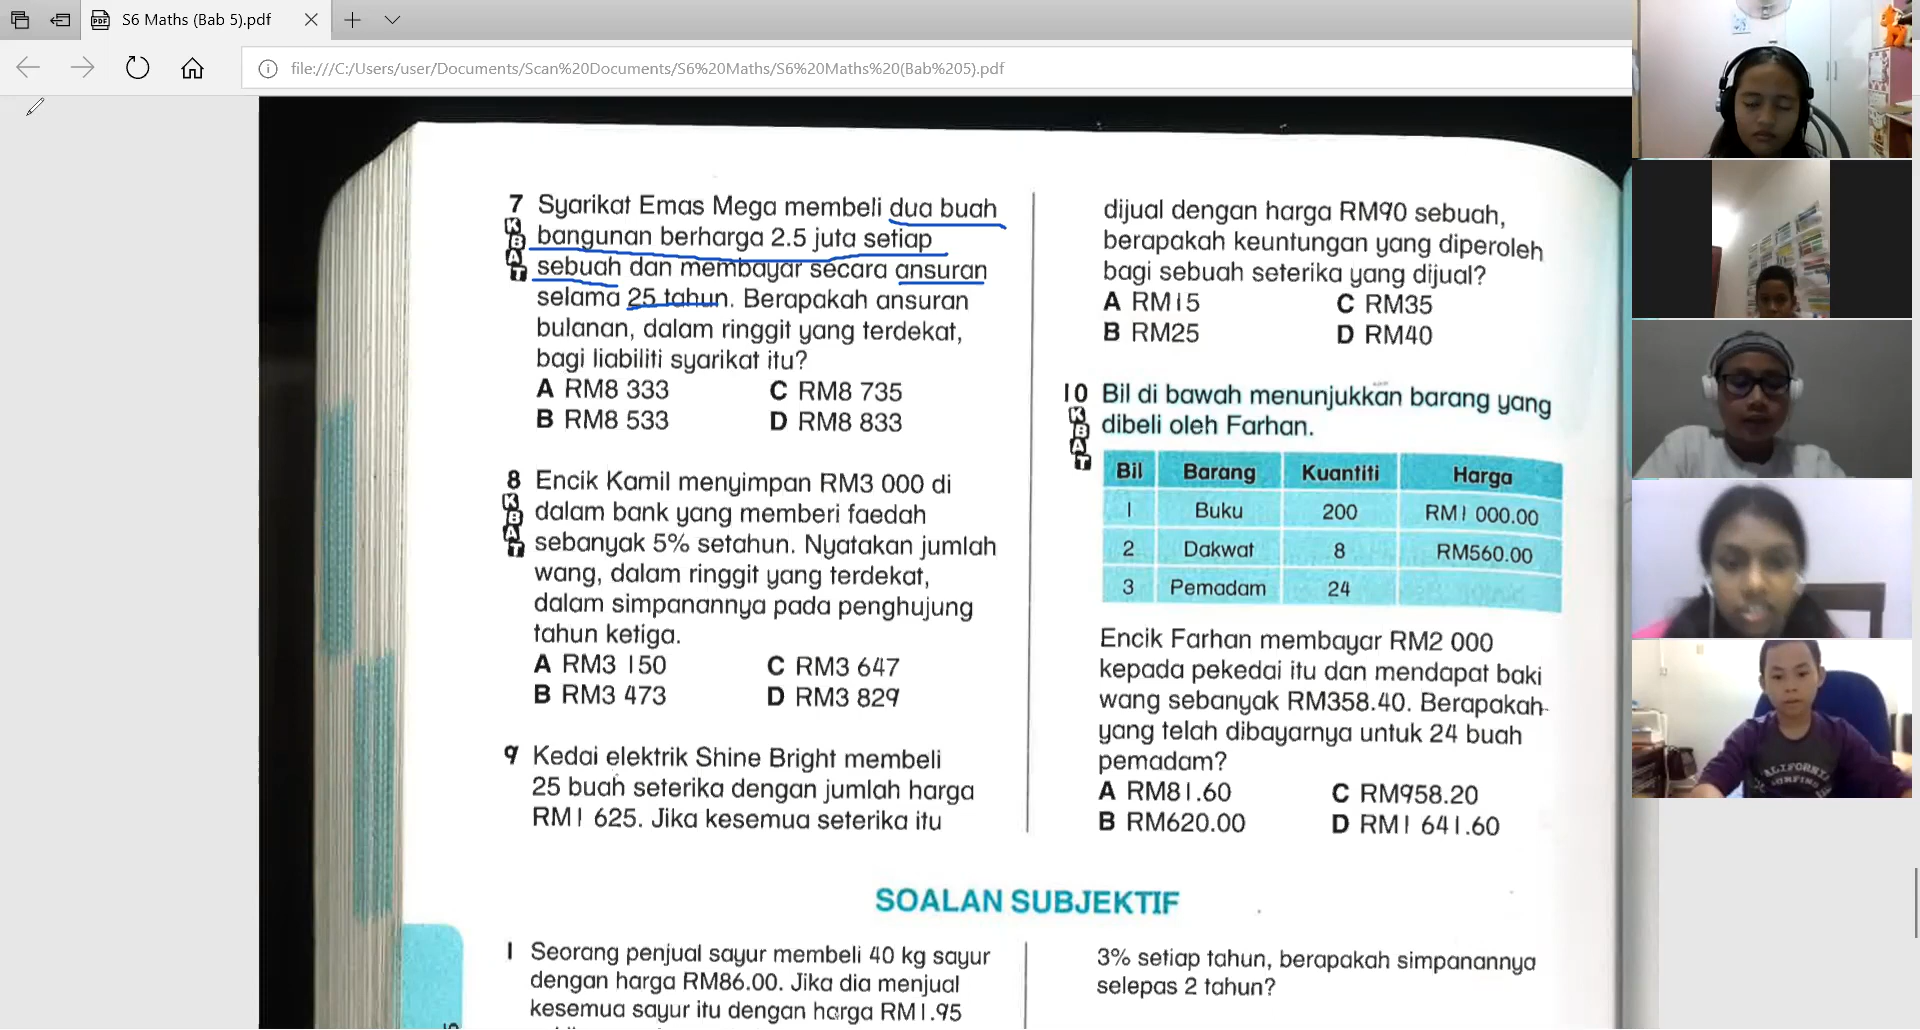 S6 Maths (Bab 5).pdf
file:///C:/Users/user/Documents/Scan%20Documents/S6%20Maths/S6%20Maths%20(Bab%205).pdf
7 Syarikat Emas Mega membeli dua buah
bangunan berharga 2.5 juta setiap
sebuah dan membayar secara ansuran
selama 25 tahun. Berapakah ansuran
bulanan, dalam ringgit yang terdekat,
bagi liabiliti syarikat itu?
KBAT
A RM8 333 C RM8 735
B RM8 533 D RM8 833
8 Encik Kamil menyimpan RM3 000 di
dalam bank yang memberi faedah
sebanyak 5% setahun. Nyatakan jumlah
wang, dalam ringgit yang terdekat,
dalam simpanannya pada penghujung
tahun ketiga.
KBAT
A RM3 150 C RM3 647
B RM3 473 D RM3 829
9 Kedai elektrik Shine Bright membeli
25 buah seterika dengan jumlah harga
RM1 625. Jika kesemua seterika itu
dijual dengan harga RM90 sebuah,
berapakah keuntungan yang diperoleh
bagi sebuah seterika yang dijual?
A RM15 C RM35
B RM25 D RM40
10 Bil di bawah menunjukkan barang yang
dibeli oleh Farhan.
KBAT
Bil Barang Kuantiti Harga
1 Buku 200 RM1 000.00
2 Dakwat 8 RM560.00
3 Pemadam 24
Encik Farhan membayar RM2 000
kepada pekedai itu dan mendapat baki
wang sebanyak RM358.40. Berapakah
yang telah dibayarnya untuk 24 buah
pemadam?
A RM81.60 C RM958.20
B RM620.00 D RM1 641.60
SOALAN SUBJEKTIF
1 Seorang penjual sayur membeli 40 kg sayur
dengan harga RM86.00. Jika dia menjual
kesemua sayur itu dengan harga RM1.95
3% setiap tahun, berapakah simpanannya
selepas 2 tahun?